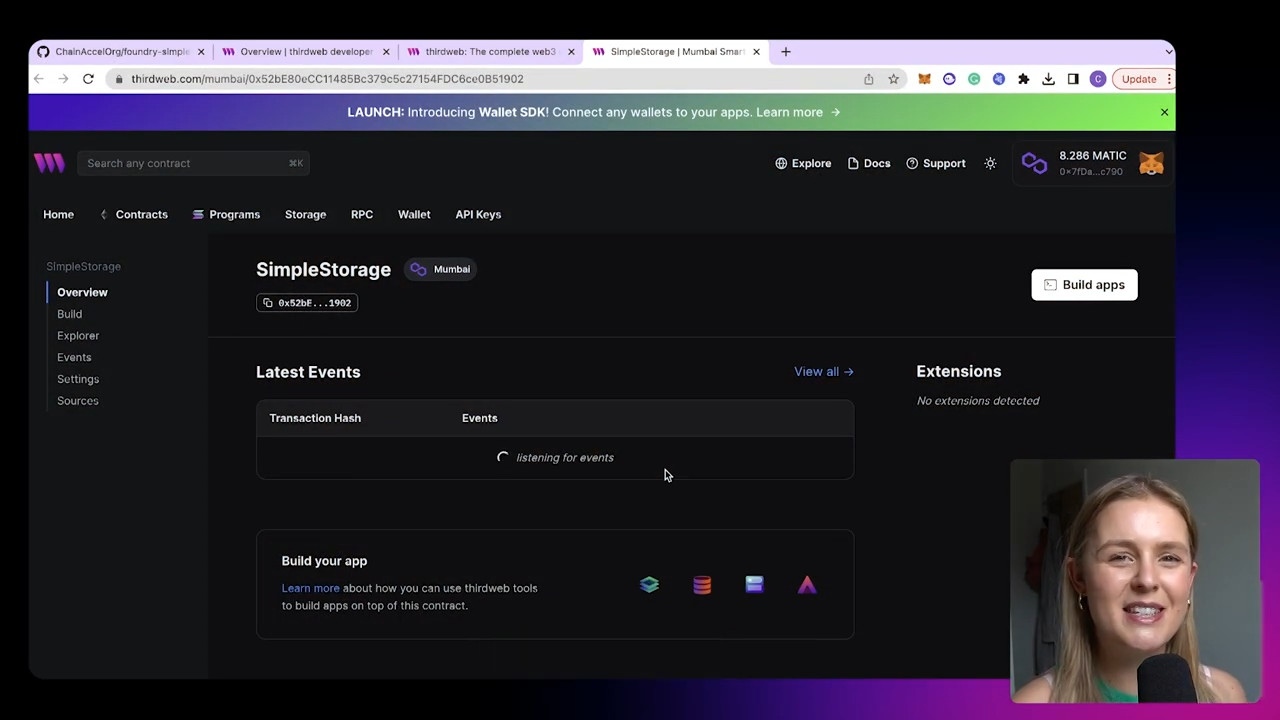 ChainAccelOrg/foundry-simple
Overview | thirdweb developer
thirdweb: The complete web3
SimpleStorage | Mumbai Smart
thirdweb.com/mumbai/0x52bE80eCC11485Bc379c5c27154FDC6ce0B51902
C
Update
LAUNCH: Introducing Wallet SDK! Connect any wallets to your apps. Learn more →
Search any contract ⌘K
Explore Docs Support
8.286 MATIC
0x7fDa...c790
Home Contracts Programs Storage RPC Wallet API Keys
SimpleStorage
Overview
Build
Explorer
Events
Settings
Sources
SimpleStorage Mumbai
0x52bE...1902
Build apps
Latest Events
View all →
Transaction Hash Events
listening for events
Extensions
No extensions detected
Build your app
Learn more about how you can use thirdweb tools
to build apps on top of this contract.